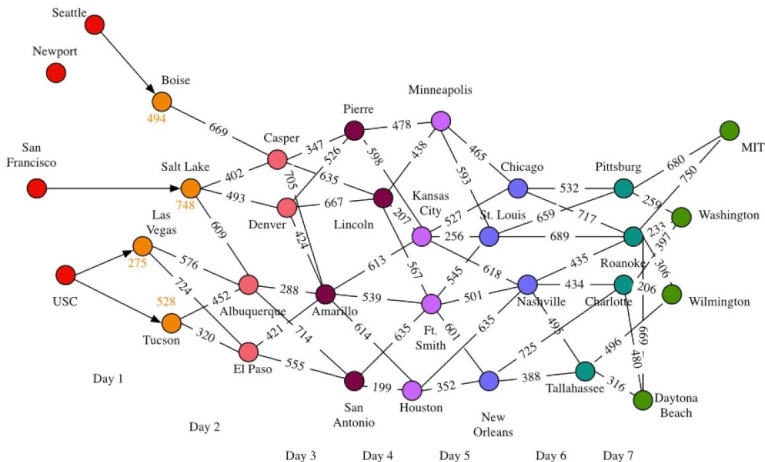 Seattle
Newport
Boise
494
Minneapolis
Pierre
669
Casper
347
478
San
Francisco
Salt Lake
748
402
705
526
598
438
465
Chicago
Pittsburg
MIT
635
593
532
680
750
493
Denver
667
Lincoln
207
Kansas
City
527
St. Louis
659
717
259
Washington
Las
Vegas
275
609
424
256
689
233
397
Roanoke
306
576
613
567
545
618
435
USC
528
724
452
288
Albuquerque
Amarillo
539
501
434
206
Nashville
Charlotte
Wilmington
Tucson
320
421
714
614
635
Ft.
Smith
601
635
495
669
El Paso
555
725
496
480
Day 1
199
352
388
316
San
Antonio
Houston
New
Orleans
Tallahassee
Daytona
Beach
Day 2
Day 3
Day 4
Day 5
Day 6
Day 7